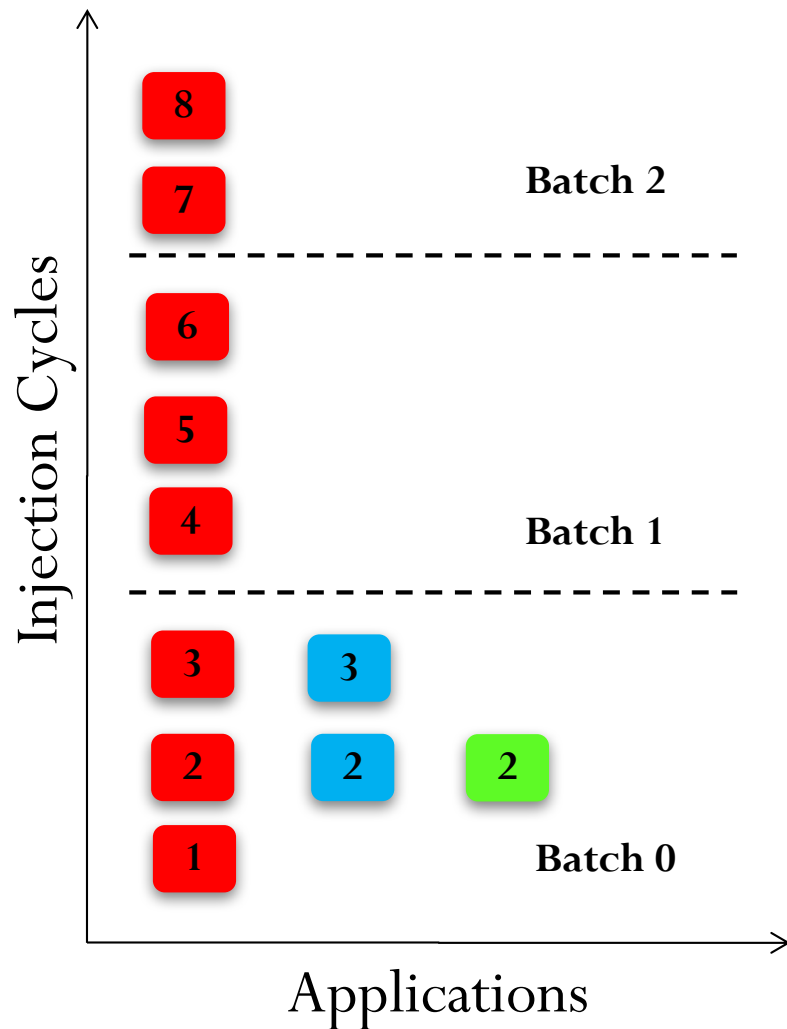 8
7
Batch 2
6
5
4
Batch 1
3 3
2 2 2
1
Batch 0
Injection Cycles
Applications